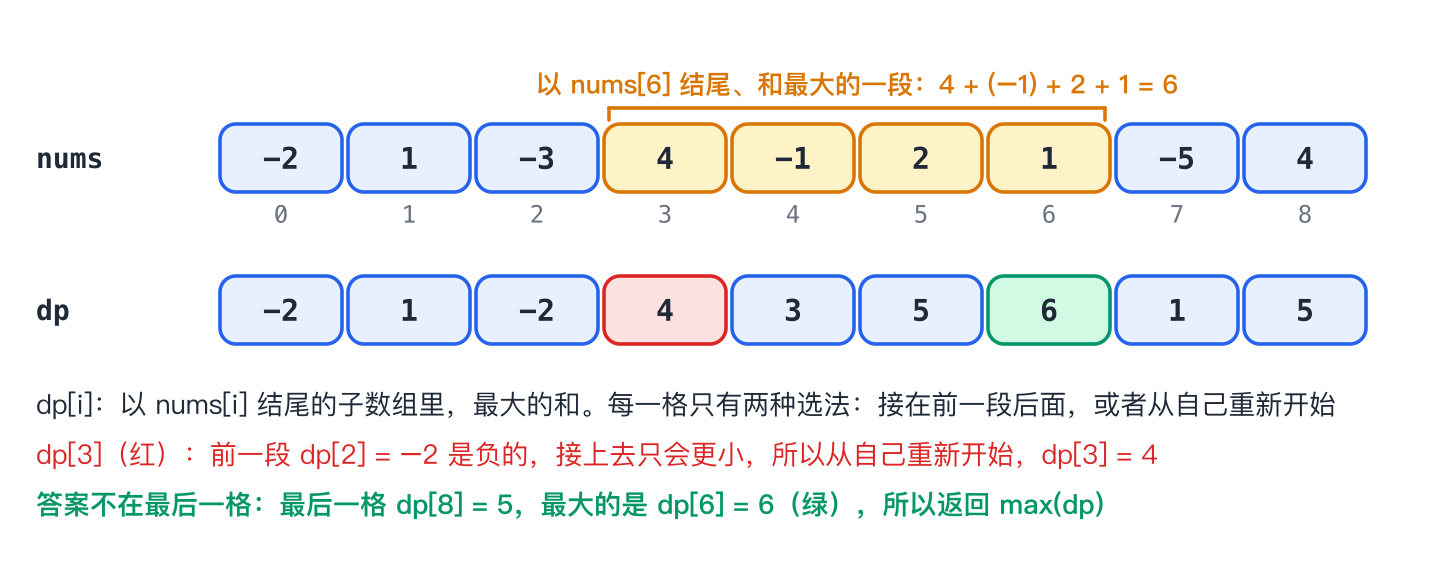 以 nums[6] 结尾、和最大的一段：4 + (−1) + 2 + 1 = 6
nums −2 1 −3 4 −1 2 1 −5 4
0 1 2 3 4 5 6 7 8
dp −2 1 −2 4 3 5 6 1 5
dp[i]：以 nums[i] 结尾的子数组里，最大的和。每一格只有两种选法：接在前一段后面，或者从自己重新开始
dp[3]（红）：前一段 dp[2] = −2 是负的，接上去只会更小，所以从自己重新开始，dp[3] = 4
答案不在最后一格：最后一格 dp[8] = 5，最大的是 dp[6] = 6（绿），所以返回 max(dp)